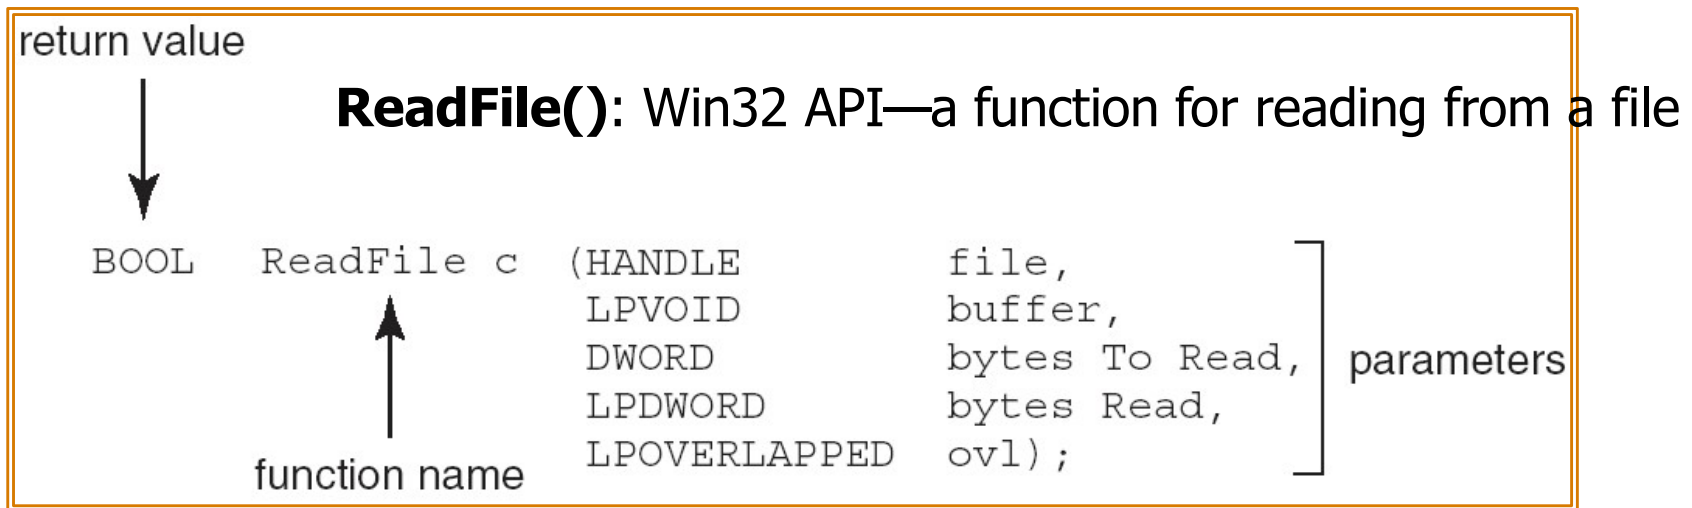 return value
ReadFile(): Win32 API—a function for reading from a file
BOOL ReadFile c (HANDLE file,
LPVOID buffer,
DWORD bytes To Read,
parameters
LPDWORD bytes Read,
LPOVERLAPPED ovl);
function name